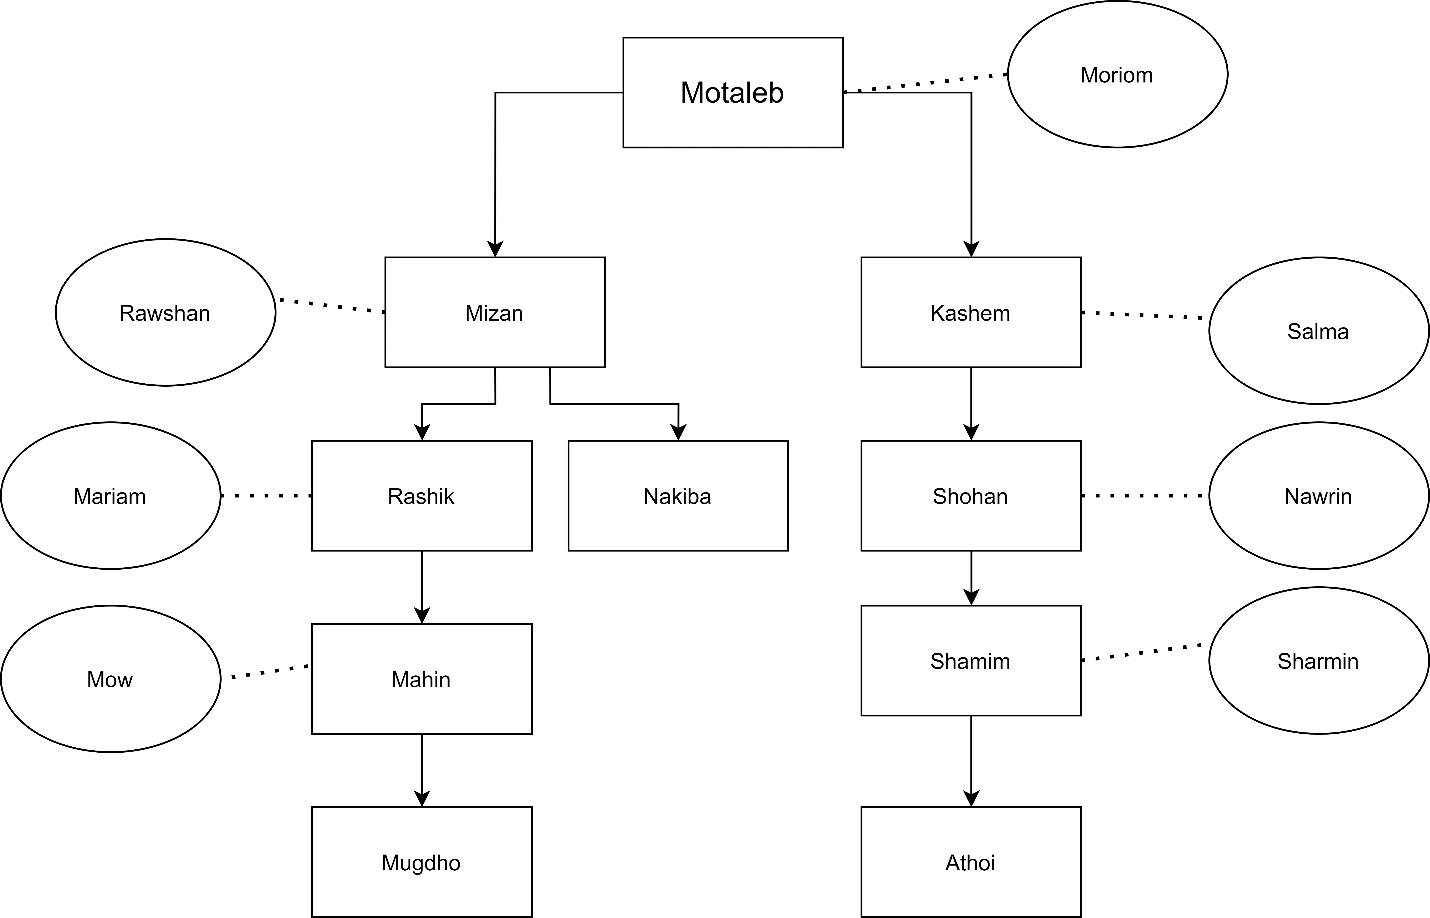 Motaleb
Moriom
Rawshan
Mizan
Kashem
Salma
Mariam
Rashik
Nakiba
Shohan
Nawrin
Mow
Mahin
Shamim
Sharmin
Mugdho
Athoi